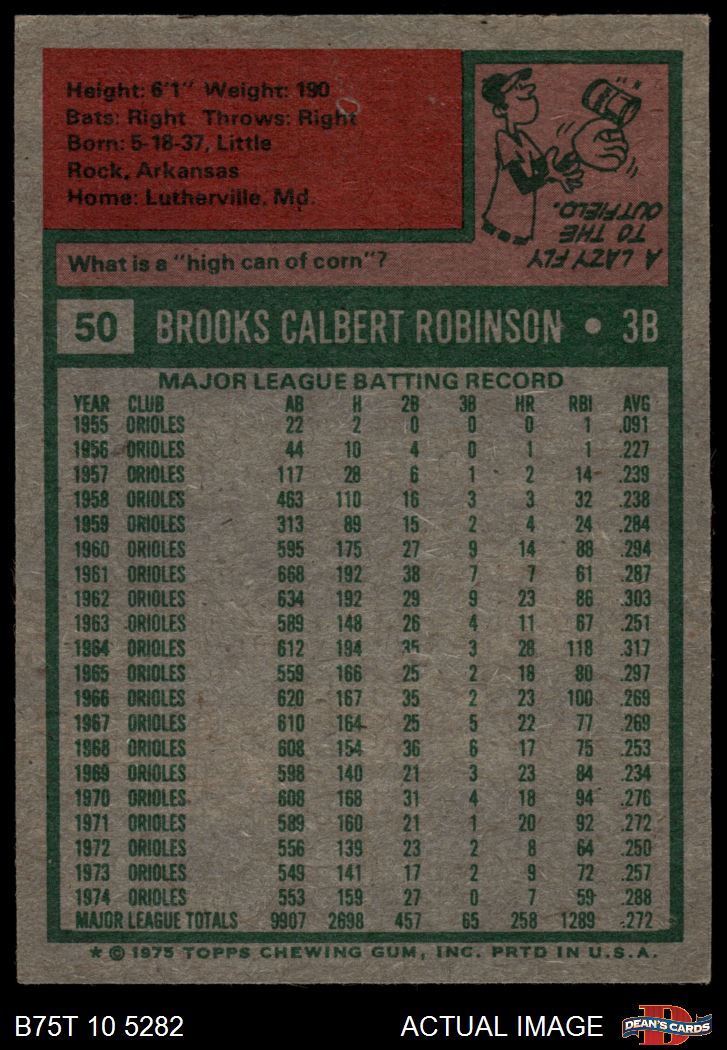 Height: 6'1" Weight: 190
Bats: Right Throws: Right
Born: 5-18-37, Little
Rock, Arkansas
Home: Lutherville, Md.
What is a "high can of corn"?
A LAZY FLY
TO THE
OUTFIELD.
50 BROOKS CALBERT ROBINSON • 3B
MAJOR LEAGUE BATTING RECORD
YEAR CLUB AB H 2B 3B HR RBI AVG
1955 ORIOLES 22 2 0 0 0 1 .091
1956 ORIOLES 44 10 4 0 1 1 .227
1957 ORIOLES 117 28 6 1 2 14 .239
1958 ORIOLES 463 110 16 3 3 32 .238
1959 ORIOLES 313 89 15 2 4 24 .284
1960 ORIOLES 595 175 27 9 14 88 .294
1961 ORIOLES 668 192 38 7 7 61 .287
1962 ORIOLES 634 192 29 9 23 86 .303
1963 ORIOLES 589 148 26 4 11 67 .251
1964 ORIOLES 612 194 35 3 28 118 .317
1965 ORIOLES 559 166 25 2 18 80 .297
1966 ORIOLES 620 167 35 2 23 100 .269
1967 ORIOLES 610 164 25 5 22 77 .269
1968 ORIOLES 608 154 36 6 17 75 .253
1969 ORIOLES 598 140 21 3 23 84 .234
1970 ORIOLES 608 168 31 4 18 94 .276
1971 ORIOLES 589 160 21 1 20 92 .272
1972 ORIOLES 556 139 23 2 8 64 .250
1973 ORIOLES 549 141 17 2 9 72 .257
1974 ORIOLES 553 159 27 0 7 59 .288
MAJOR LEAGUE TOTALS 9907 2698 457 65 258 1289 .272
* © 1975 TOPPS CHEWING GUM, INC. PRTD IN U.S.A.
B75T 10 5282 ACTUAL IMAGE
D
DEAN'S CARDS